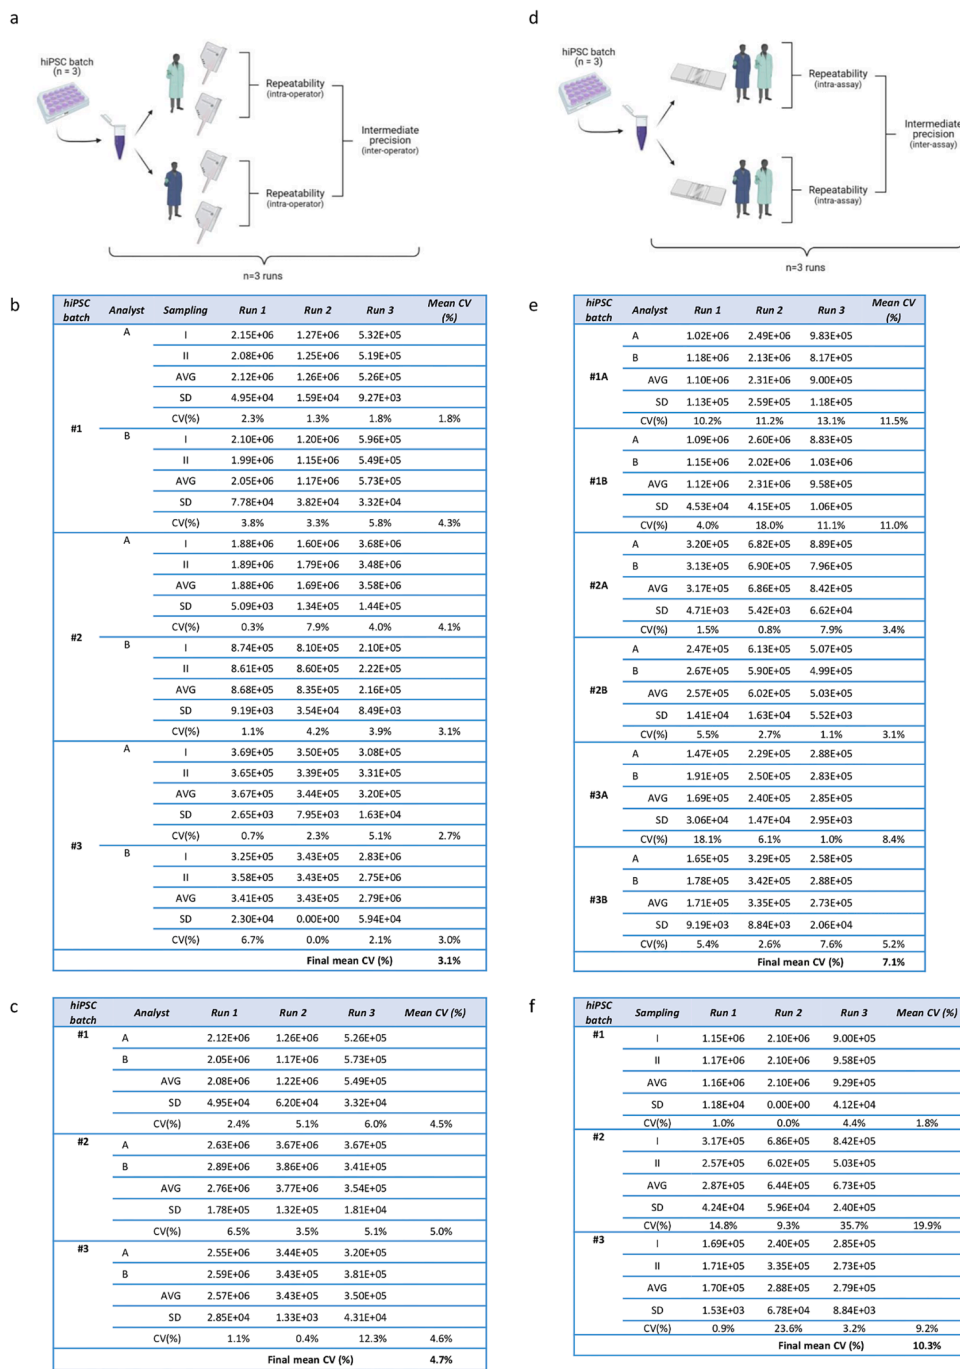 a
hiPSC batch
(n = 3)
Repeatability
(intra-operator)
Intermediate
precision
(inter-operator)
Repeatability
(intra-operator)
n=3 runs
b
hiPSC batch Analyst Sampling Run 1 Run 2 Run 3 Mean CV (%)
#1 A I 2.15E+06 1.27E+06 5.32E+05
II 2.08E+06 1.25E+06 5.19E+05
AVG 2.12E+06 1.26E+06 5.26E+05
SD 4.95E+04 1.59E+04 9.27E+03
CV(%) 2.3% 1.3% 1.8% 1.8%
B I 2.10E+06 1.20E+06 5.96E+05
II 1.99E+06 1.15E+06 5.49E+05
AVG 2.05E+06 1.17E+06 5.73E+05
SD 7.78E+04 3.82E+04 3.32E+04
CV(%) 3.8% 3.3% 5.8% 4.3%
#2 A I 1.88E+06 1.60E+06 3.68E+06
II 1.89E+06 1.79E+06 3.48E+06
AVG 1.88E+06 1.69E+06 3.58E+06
SD 5.09E+03 1.34E+05 1.44E+05
CV(%) 0.3% 7.9% 4.0% 4.1%
B I 8.74E+05 8.10E+05 2.10E+05
II 8.61E+05 8.60E+05 2.22E+05
AVG 8.68E+05 8.35E+05 2.16E+05
SD 9.19E+03 3.54E+04 8.49E+03
CV(%) 1.1% 4.2% 3.9% 3.1%
#3 A I 3.69E+05 3.50E+05 3.08E+05
II 3.65E+05 3.39E+05 3.31E+05
AVG 3.67E+05 3.44E+05 3.20E+05
SD 2.65E+03 7.95E+03 1.63E+04
CV(%) 0.7% 2.3% 5.1% 2.7%
B I 3.25E+05 3.43E+05 2.83E+06
II 3.58E+05 3.43E+05 2.75E+06
AVG 3.41E+05 3.43E+05 2.79E+06
SD 2.30E+04 0.00E+00 5.94E+04
CV(%) 6.7% 0.0% 2.1% 3.0%
Final mean CV (%) 3.1%
c
hiPSC batch Analyst Run 1 Run 2 Run 3 Mean CV (%)
#1 A 2.12E+06 1.26E+06 5.26E+05
B 2.05E+06 1.17E+06 5.73E+05
AVG 2.08E+06 1.22E+06 5.49E+05
SD 4.95E+04 6.20E+04 3.32E+04
CV(%) 2.4% 5.1% 6.0% 4.5%
#2 A 2.63E+06 3.67E+06 3.67E+05
B 2.89E+06 3.86E+06 3.41E+05
AVG 2.76E+06 3.77E+06 3.54E+05
SD 1.78E+05 1.32E+05 1.81E+04
CV(%) 6.5% 3.5% 5.1% 5.0%
#3 A 2.55E+06 3.44E+05 3.20E+05
B 2.59E+06 3.43E+05 3.81E+05
AVG 2.57E+06 3.43E+05 3.50E+05
SD 2.85E+04 1.33E+03 4.31E+04
CV(%) 1.1% 0.4% 12.3% 4.6%
Final mean CV (%) 4.7%
d
hiPSC batch
(n = 3)
Repeatability
(intra-assay)
Intermediate
precision
(inter-assay)
Repeatability
(intra-assay)
n=3 runs
e
hiPSC batch Analyst Run 1 Run 2 Run 3 Mean CV (%)
#1A A 1.02E+06 2.49E+06 9.83E+05
B 1.18E+06 2.13E+06 8.17E+05
AVG 1.10E+06 2.31E+06 9.00E+05
SD 1.13E+05 2.59E+05 1.18E+05
CV(%) 10.2% 11.2% 13.1% 11.5%
#1B A 1.09E+06 2.60E+06 8.83E+05
B 1.15E+06 2.02E+06 1.03E+06
AVG 1.12E+06 2.31E+06 9.58E+05
SD 4.53E+04 4.15E+05 1.06E+05
CV(%) 4.0% 18.0% 11.1% 11.0%
#2A A 3.20E+05 6.82E+05 8.89E+05
B 3.13E+05 6.90E+05 7.96E+05
AVG 3.17E+05 6.86E+05 8.42E+05
SD 4.71E+03 5.42E+03 6.62E+04
CV(%) 1.5% 0.8% 7.9% 3.4%
#2B A 2.47E+05 6.13E+05 5.07E+05
B 2.67E+05 5.90E+05 4.99E+05
AVG 2.57E+05 6.02E+05 5.03E+05
SD 1.41E+04 1.63E+04 5.52E+03
CV(%) 5.5% 2.7% 1.1% 3.1%
#3A A 1.47E+05 2.29E+05 2.88E+05
B 1.91E+05 2.50E+05 2.83E+05
AVG 1.69E+05 2.40E+05 2.85E+05
SD 3.06E+04 1.47E+04 2.95E+03
CV(%) 18.1% 6.1% 1.0% 8.4%
#3B A 1.65E+05 3.29E+05 2.58E+05
B 1.78E+05 3.42E+05 2.88E+05
AVG 1.71E+05 3.35E+05 2.73E+05
SD 9.19E+03 8.84E+03 2.06E+04
CV(%) 5.4% 2.6% 7.6% 5.2%
Final mean CV (%) 7.1%
f
hiPSC batch Sampling Run 1 Run 2 Run 3 Mean CV (%)
#1 I 1.15E+06 2.10E+06 9.00E+05
II 1.17E+06 2.10E+06 9.58E+05
AVG 1.16E+06 2.10E+06 9.29E+05
SD 1.18E+04 0.00E+00 4.12E+04
CV(%) 1.0% 0.0% 4.4% 1.8%
#2 I 3.17E+05 6.86E+05 8.42E+05
II 2.57E+05 6.02E+05 5.03E+05
AVG 2.87E+05 6.44E+05 6.73E+05
SD 4.24E+04 5.96E+04 2.40E+05
CV(%) 14.8% 9.3% 35.7% 19.9%
#3 I 1.69E+05 2.40E+05 2.85E+05
II 1.71E+05 3.35E+05 2.73E+05
AVG 1.70E+05 2.88E+05 2.79E+05
SD 1.53E+03 6.78E+04 8.84E+03
CV(%) 0.9% 23.6% 3.2% 9.2%
Final mean CV (%) 10.3%